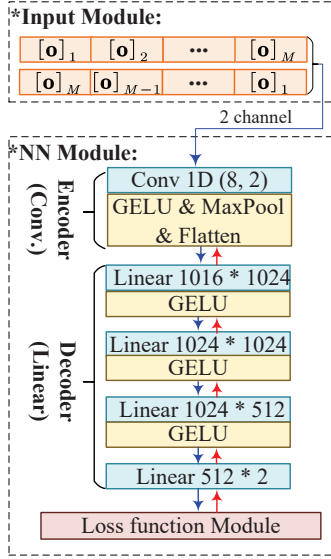 *Input Module:
[o]₁ [o]₂ ••• [o]_M
[o]_M [o]_{M−1} ••• [o]₁
2 channel
*NN Module:
Encoder
(Conv.)
Conv 1D (8, 2)
GELU & MaxPool
& Flatten
Decoder
(Linear)
Linear 1016 * 1024
GELU
Linear 1024 * 1024
GELU
Linear 1024 * 512
GELU
Linear 512 * 2
Loss function Module